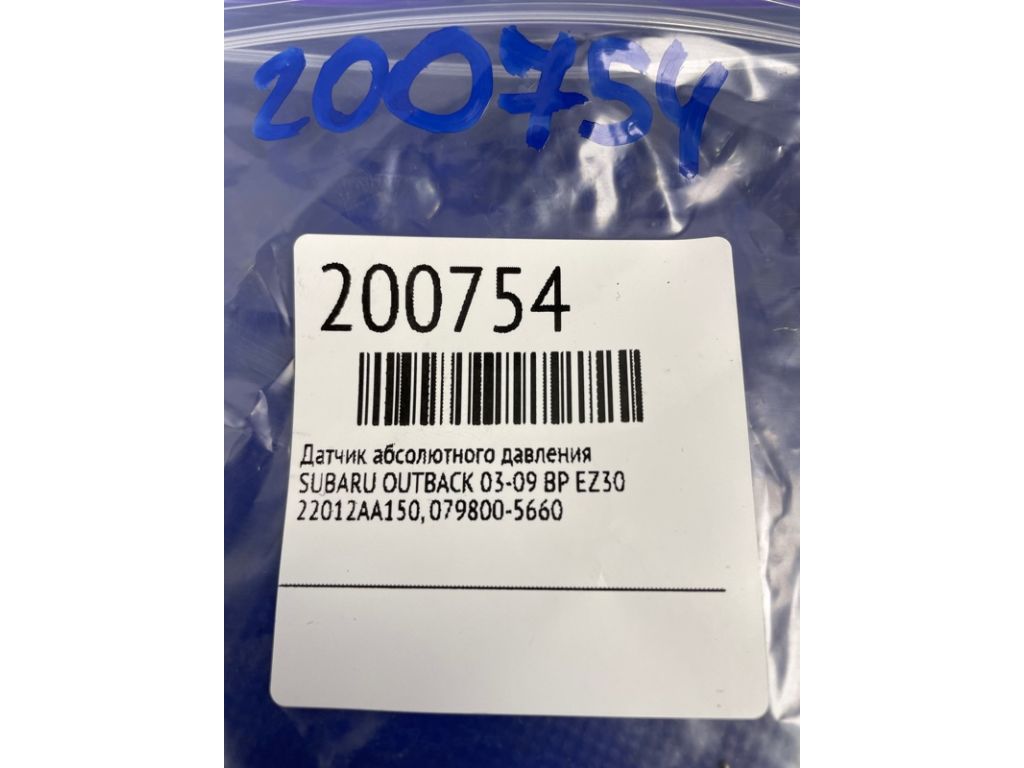 200754
200754
Датчик абсолютного давления
SUBARU OUTBACK 03-09 BP EZ30
22012AA150, 079800-5660